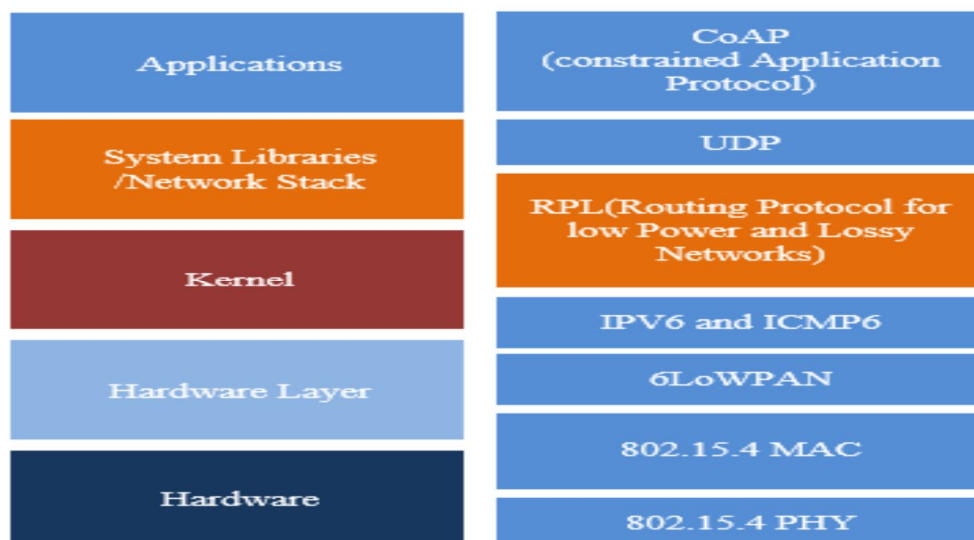 Applications
System Libraries
/Network Stack
Kernel
Hardware Layer
Hardware
CoAP
(constrained Application
Protocol)
UDP
RPL(Routing Protocol for
low Power and Lossy
Networks)
IPV6 and ICMP6
6LoWPAN
802.15.4 MAC
802.15.4 PHY